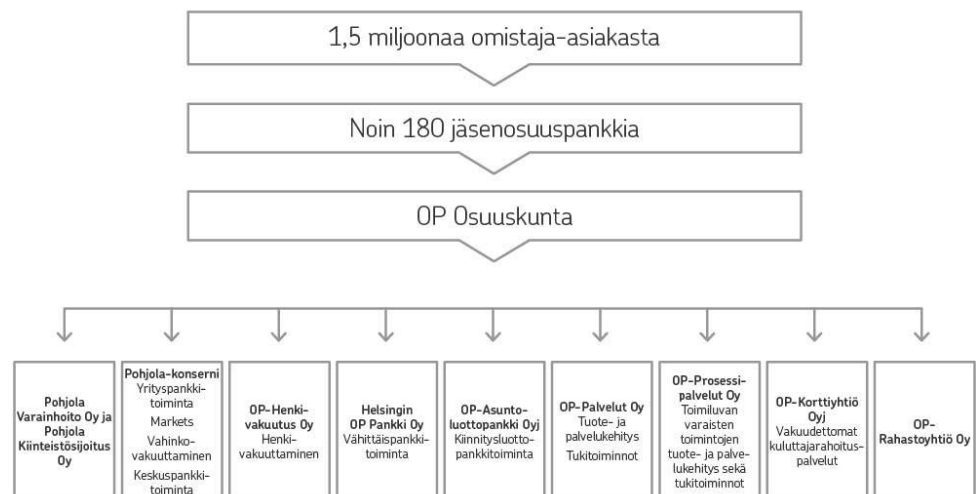 1,5 miljoonaa omistaja-asiakasta
Noin 180 jäsenosuuspankkia
OP Osuuskunta
Pohjola
Varainhoito Oy ja
Pohjola
Kiinteistösijoitus
Oy
Pohjola-konserni
Yrityspankki-
toiminta
Markets
Vahinko-
vakuuttaminen
Keskuspankki-
toiminta
OP-Henki-
vakuutus Oy
Henki-
vakuuttaminen
Helsingin
OP Pankki Oy
Vähittäispankki-
toiminta
OP-Asunto-
luottopankki Oyj
Kiinnitysluotto-
pankkitoiminta
OP-Palvelut Oy
Tuote- ja
palvelukehitys
Tukitoiminnot
OP-Prosessi-
palvelut Oy
Toimiluvan
varaisten
toimintojen
tuote- ja palve-
lukehitys sekä
tukitoiminnot
OP-Korttiyhtiö
Oyj
Vakuudettomat
kuluttajarahoitus-
palvelut
OP-
Rahastoyhtiö Oy